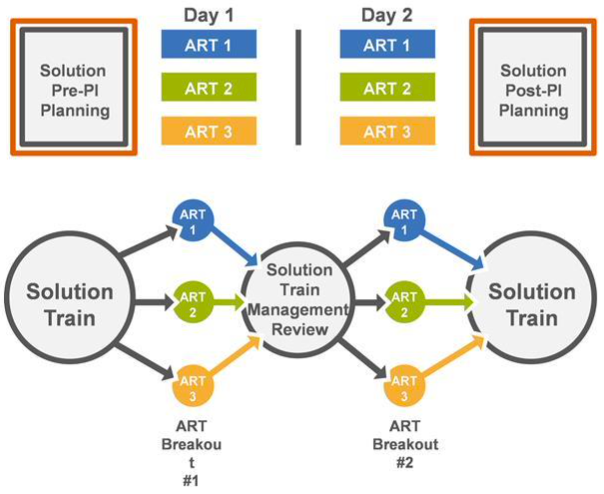 Day 1
Day 2
Solution
Pre-PI
Planning
ART 1
ART 2
ART 3
ART 1
ART 2
ART 3
Solution
Post-PI
Planning
Solution
Train
ART
1
ART
2
ART
3
Solution
Train
Management
Review
ART
1
ART
2
ART
3
Solution
Train
ART
Breakou
t
#1
ART
Breakout
#2